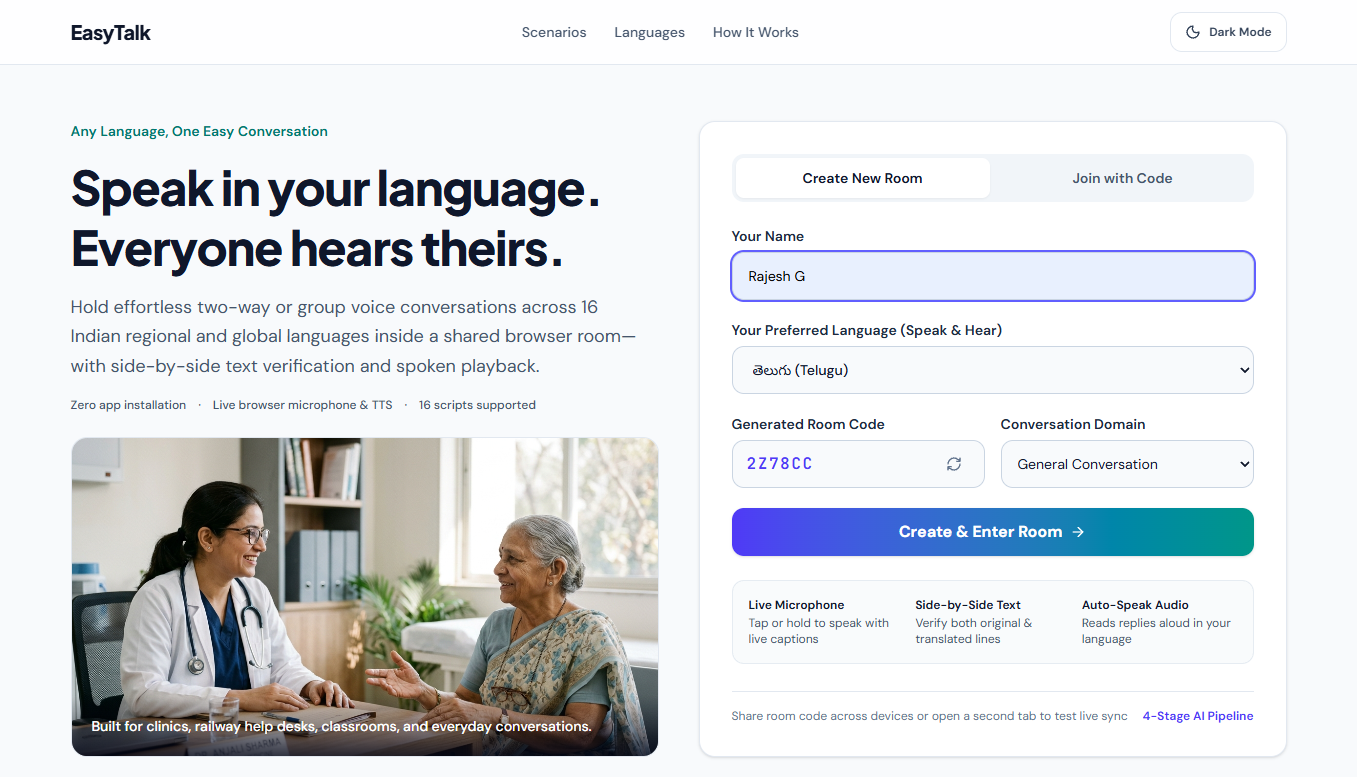 EasyTalk
Scenarios
Languages
How It Works
Dark Mode
Any Language, One Easy Conversation
Speak in your language.
Everyone hears theirs.
Hold effortless two-way or group voice conversations across 16
Indian regional and global languages inside a shared browser room—
with side-by-side text verification and spoken playback.
Zero app installation · Live browser microphone & TTS · 16 scripts supported
Built for clinics, railway help desks, classrooms, and everyday conversations.
DR. ANJALI SHARMA
Create New Room
Join with Code
Your Name
Rajesh G
Your Preferred Language (Speak & Hear)
తెలుగు (Telugu)
Generated Room Code
Conversation Domain
2Z78CC
General Conversation
Create & Enter Room →
Live Microphone
Tap or hold to speak with
live captions
Side-by-Side Text
Verify both original &
translated lines
Auto-Speak Audio
Reads replies aloud in your
language
Share room code across devices or open a second tab to test live sync
4-Stage AI Pipeline